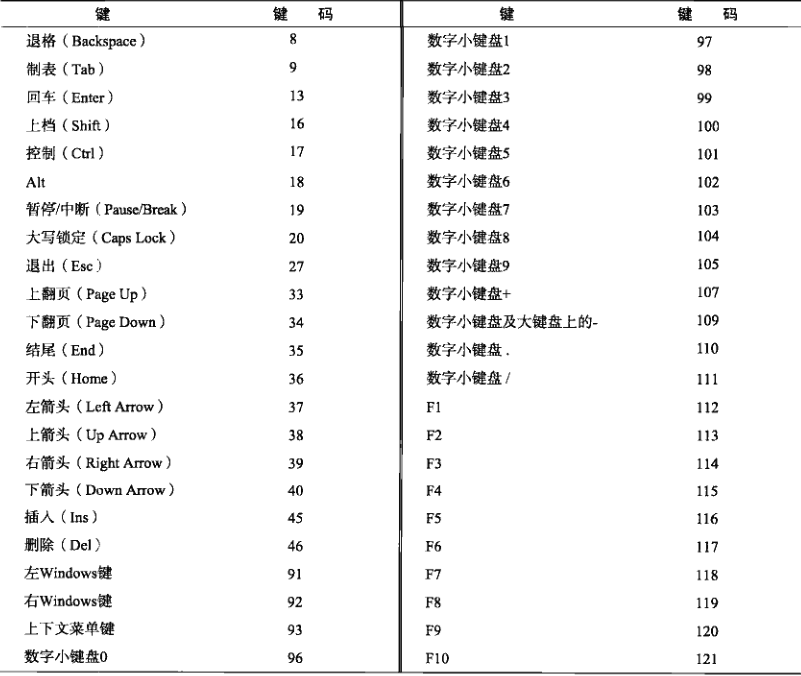 键 键 码 键 键 码
退格（Backspace） 8 数字小键盘1 97
制表（Tab） 9 数字小键盘2 98
回车（Enter） 13 数字小键盘3 99
上档（Shift） 16 数字小键盘4 100
控制（Ctrl） 17 数字小键盘5 101
Alt 18 数字小键盘6 102
暂停/中断（Pause/Break） 19 数字小键盘7 103
大写锁定（Caps Lock） 20 数字小键盘8 104
退出（Esc） 27 数字小键盘9 105
上翻页（Page Up） 33 数字小键盘+ 107
下翻页（Page Down） 34 数字小键盘及大键盘上的- 109
结尾（End） 35 数字小键盘 . 110
开头（Home） 36 数字小键盘 / 111
左箭头（Left Arrow） 37 F1 112
上箭头（Up Arrow） 38 F2 113
右箭头（Right Arrow） 39 F3 114
下箭头（Down Arrow） 40 F4 115
插入（Ins） 45 F5 116
删除（Del） 46 F6 117
左Windows键 91 F7 118
右Windows键 92 F8 119
上下文菜单键 93 F9 120
数字小键盘0 96 F10 121